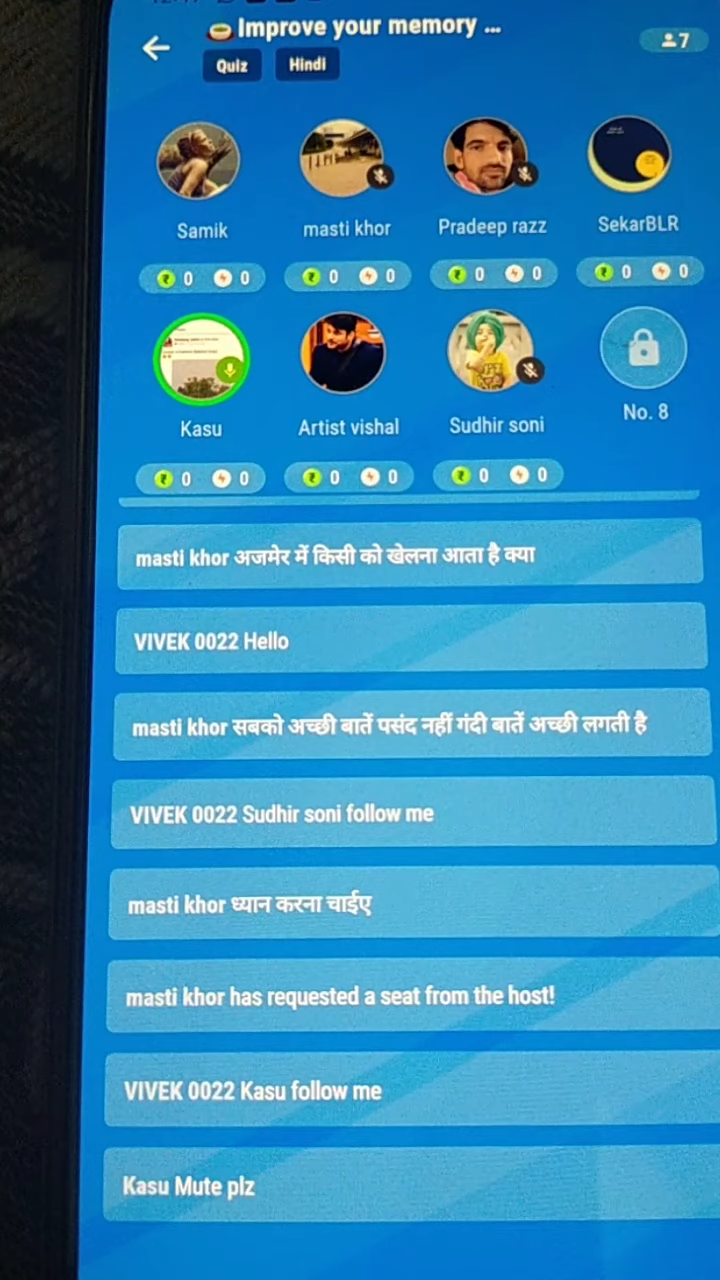 Improve your memory ...
7
Quiz Hindi
Samik masti khor Pradeep razz SekarBLR
₹ 0 0 ₹ 0 0 ₹ 0 0 ₹ 0 0
Kasu Artist vishal Sudhir soni No. 8
₹ 0 0 ₹ 0 0 ₹ 0 0
masti khor अजमेर में किसी को खेलना आता है क्या
VIVEK 0022 Hello
masti khor सबको अच्छी बातें पसंद नहीं गंदी बातें अच्छी लगती है
VIVEK 0022 Sudhir soni follow me
masti khor ध्यान करना चाईए
masti khor has requested a seat from the host!
VIVEK 0022 Kasu follow me
Kasu Mute plz